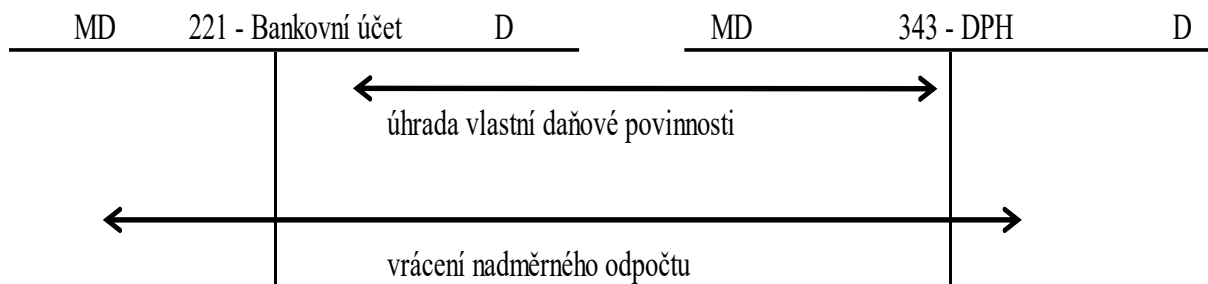 MD 221 - Bankovní účet D MD 343 - DPH D
úhrada vlastní daňové povinnosti
vrácení nadměrného odpočtu